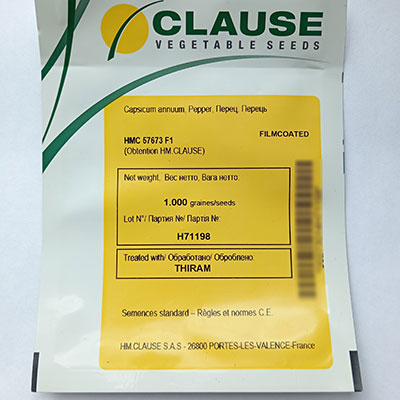 CLAUSE
VEGETABLE SEEDS
Capsicum annuum, Pepper, Перец, Перець
HMC 57673 F1 FILMCOATED
(Obtention HM.CLAUSE)
Net weight, Вес нетто, Вага нетто:
1.000 graines/seeds
Lot N°/ Партия №/ Партія №:
H71198
Treated with/ Обработано/ Оброблено:
THIRAM
Semences standard – Règles et normes C.E.
HM.CLAUSE S.A.S - 26800 PORTES-LES-VALENCE-France